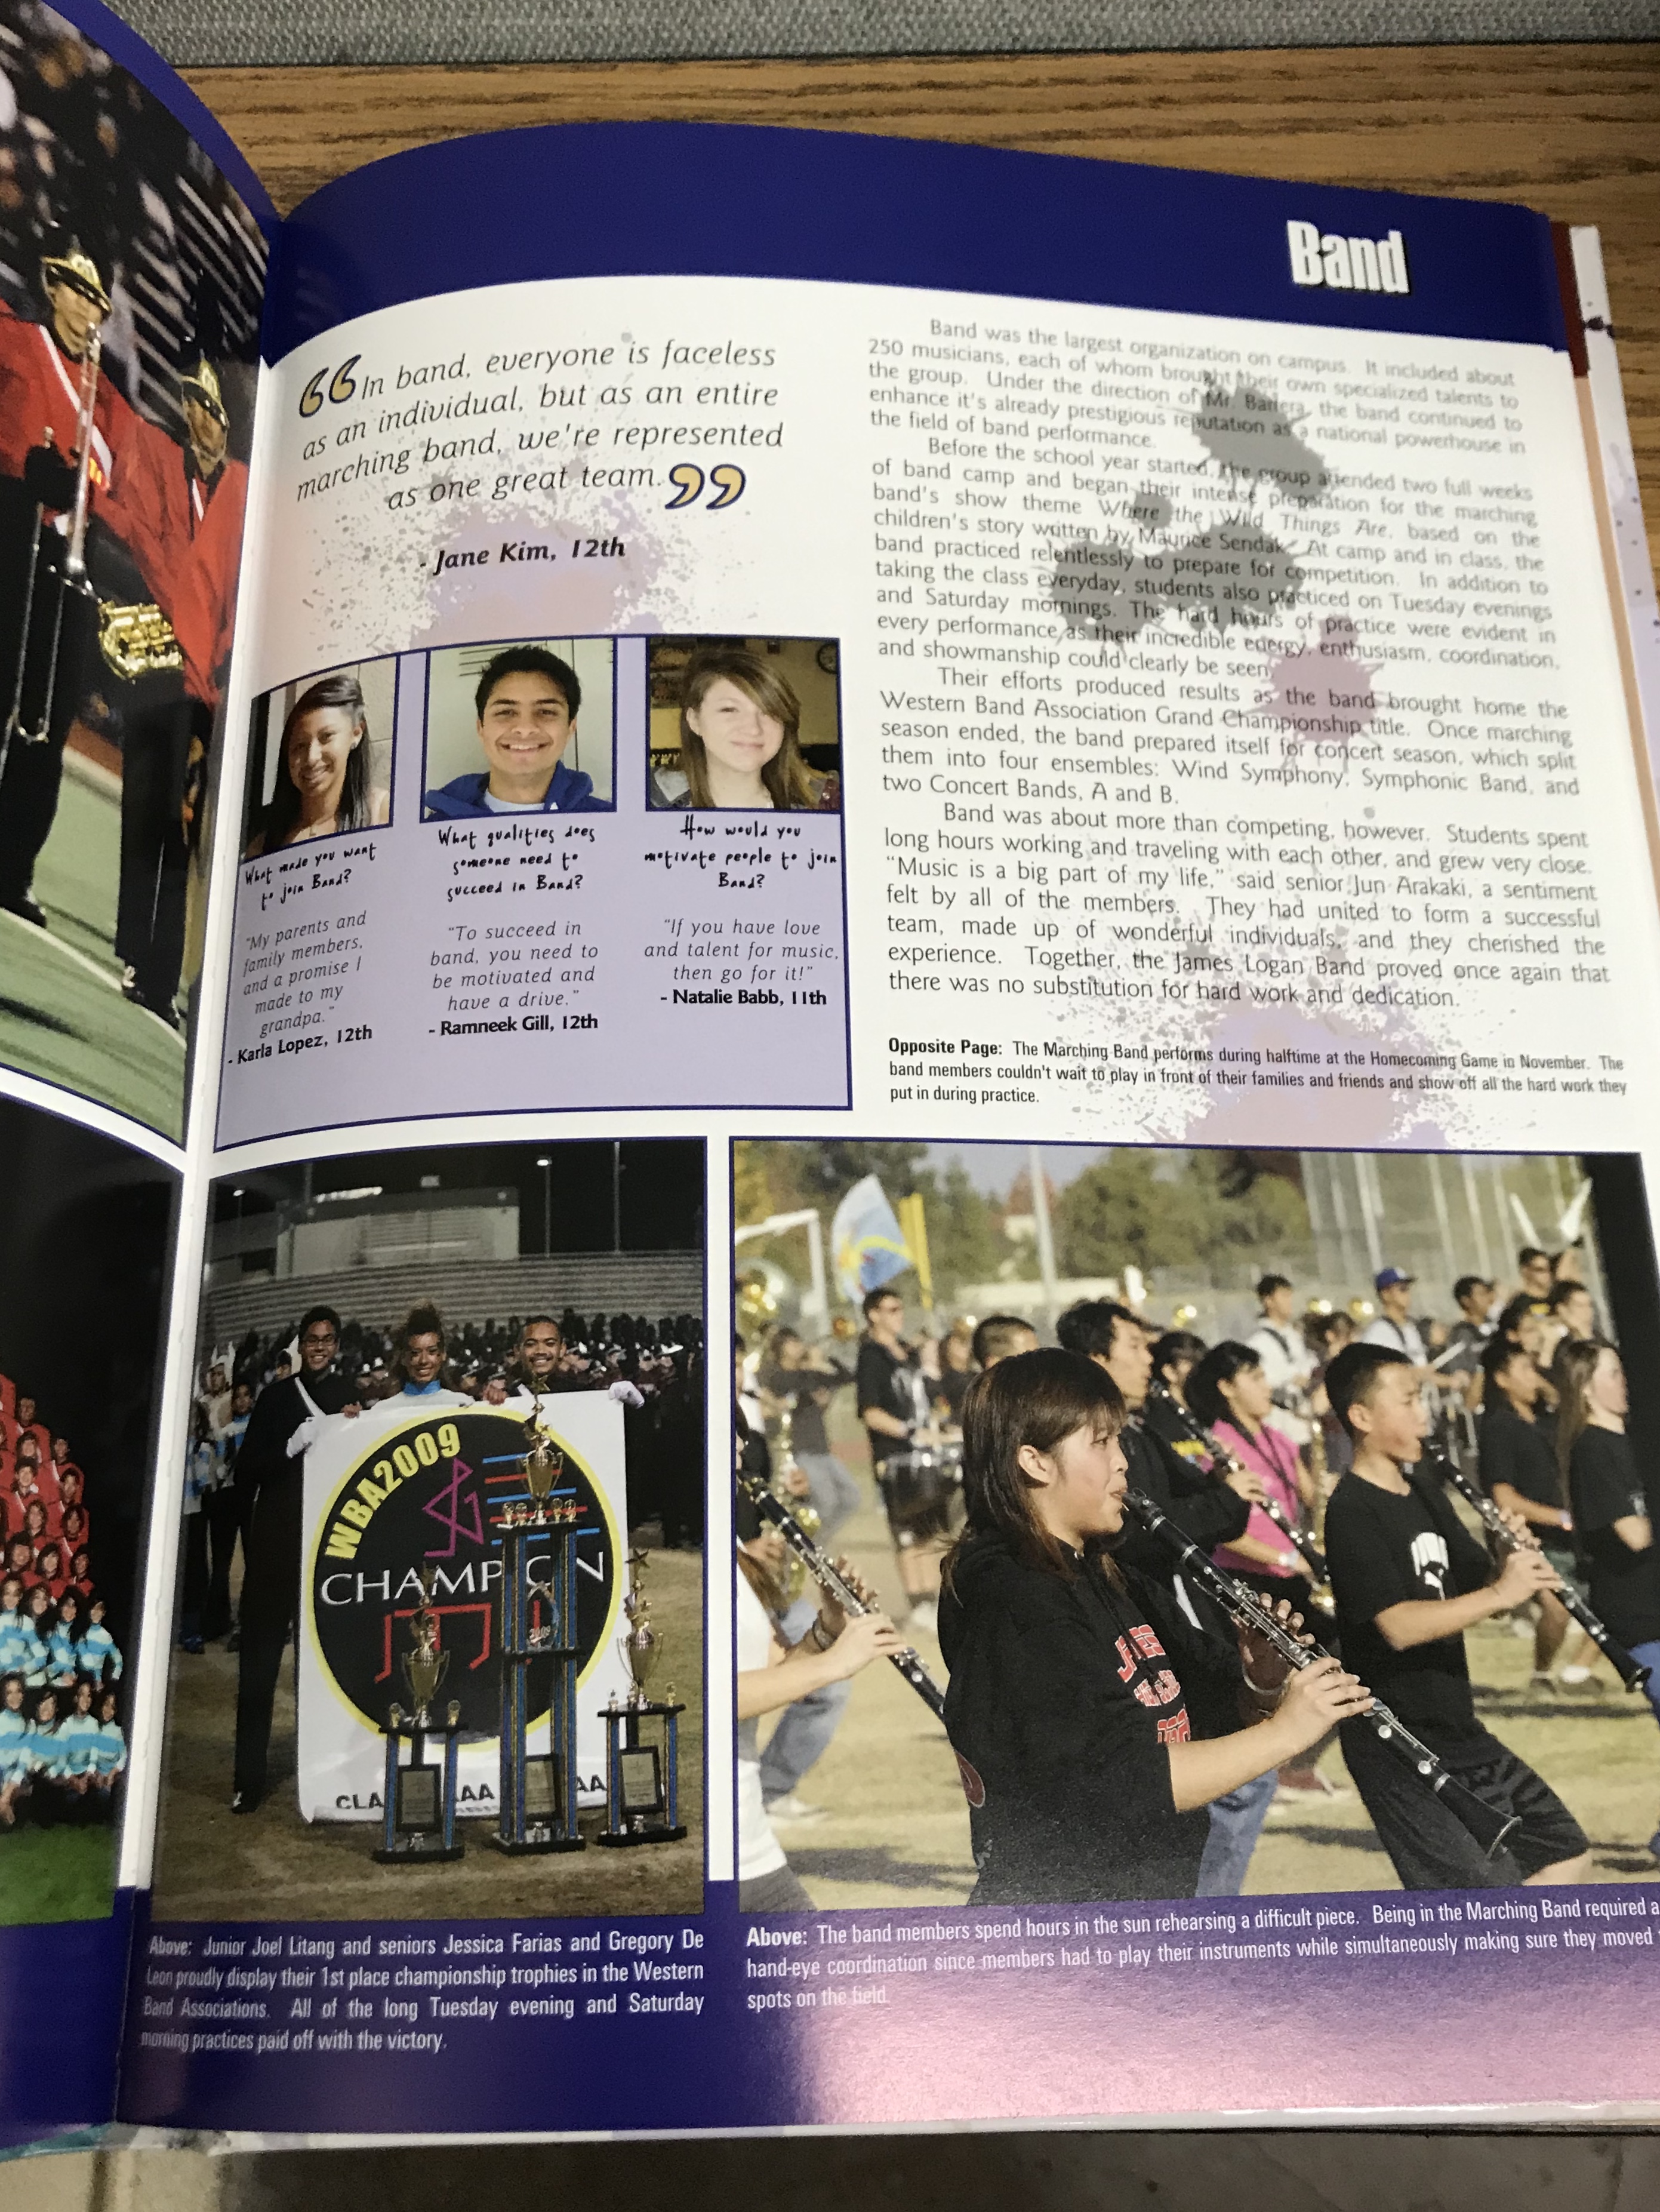 Band
“In band, everyone is faceless
as an individual, but as an entire
marching band, we're represented
as one great team.”
- Jane Kim, 12th
What made you want
to join Band?
"My parents and
family members,
and a promise I
made to my
grandpa."
- Karla Lopez, 12th
What qualities does
someone need to
succeed in Band?
"To succeed in
band, you need to
be motivated and
have a drive."
- Ramneek Gill, 12th
How would you
motivate people to join
Band?
"If you have love
and talent for music,
then go for it!"
- Natalie Babb, 11th
Band was the largest organization on campus. It included about
250 musicians, each of whom brought their own specialized talents to
the group. Under the direction of Mr. the band continued to
enhance it's already prestigious reputation as a national powerhouse in
the field of band performance.
Before the school year started, the group attended two full weeks
of band camp and began their intense preparation for the marching
band's show theme Where the Wild Things Are, based on the
children's story written by Maurice Sendak. At camp and in class, the
band practiced relentlessly to prepare for competition. In addition to
taking the class everyday, students also practiced on Tuesday evenings
and Saturday mornings. The hard hours of practice were evident in
every performance as their incredible energy, enthusiasm, coordination,
and showmanship could clearly be seen.
Their efforts produced results as the band brought home the
Western Band Association Grand Championship title. Once marching
season ended, the band prepared itself for concert season, which split
them into four ensembles: Wind Symphony, Symphonic Band, and
two Concert Bands, A and B.
Band was about more than competing, however. Students spent
long hours working and traveling with each other, and grew very close.
"Music is a big part of my life," said senior Jun Arakaki, a sentiment
felt by all of the members. They had united to form a successful
team, made up of wonderful individuals, and they cherished the
experience. Together, the James Logan Band proved once again that
there was no substitution for hard work and dedication.
Opposite Page: The Marching Band performs during halftime at the Homecoming Game in November. The
band members couldn't wait to play in front of their families and friends and show off all the hard work they
put in during practice.
WBA2009
CHAMPION
CLA AA AA
Above: Junior Joel Litang and seniors Jessica Farias and Gregory De
Leon proudly display their 1st place championship trophies in the Western
Band Associations. All of the long Tuesday evening and Saturday
morning practices paid off with the victory.
Above: The band members spend hours in the sun rehearsing a difficult piece. Being in the Marching Band required a
hand-eye coordination since members had to play their instruments while simultaneously making sure they moved
spots on the field.